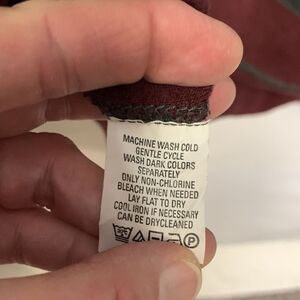 MACHINE WASH COLD
GENTLE CYCLE
WASH DARK COLORS
SEPARATELY
ONLY NON-CHLORINE
BLEACH WHEN NEEDED
LAY FLAT TO DRY
COOL IRON IF NECESSARY
CAN BE DRYCLEANED
P